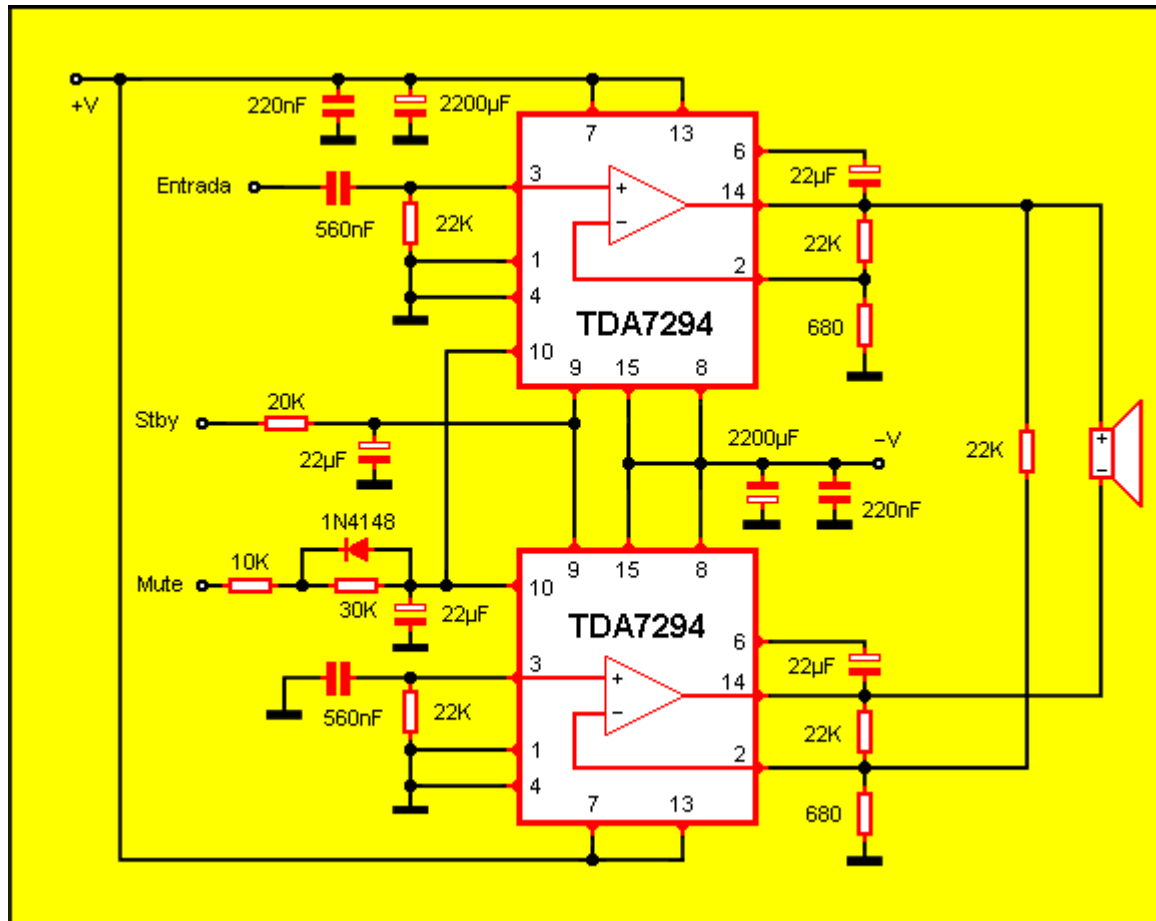 +V
220nF
2200µF
7
13
6
22µF
Entrada
3
+
14
560nF
22K
−
22K
1
2
4
TDA7294
680
10
9
15
8
Stby
20K
2200µF
−V
22µF
22K
+
−
220nF
1N4148
10K
9
15
8
Mute
10
30K
22µF
TDA7294
6
22µF
3
+
14
560nF
22K
−
22K
1
2
4
7
13
680